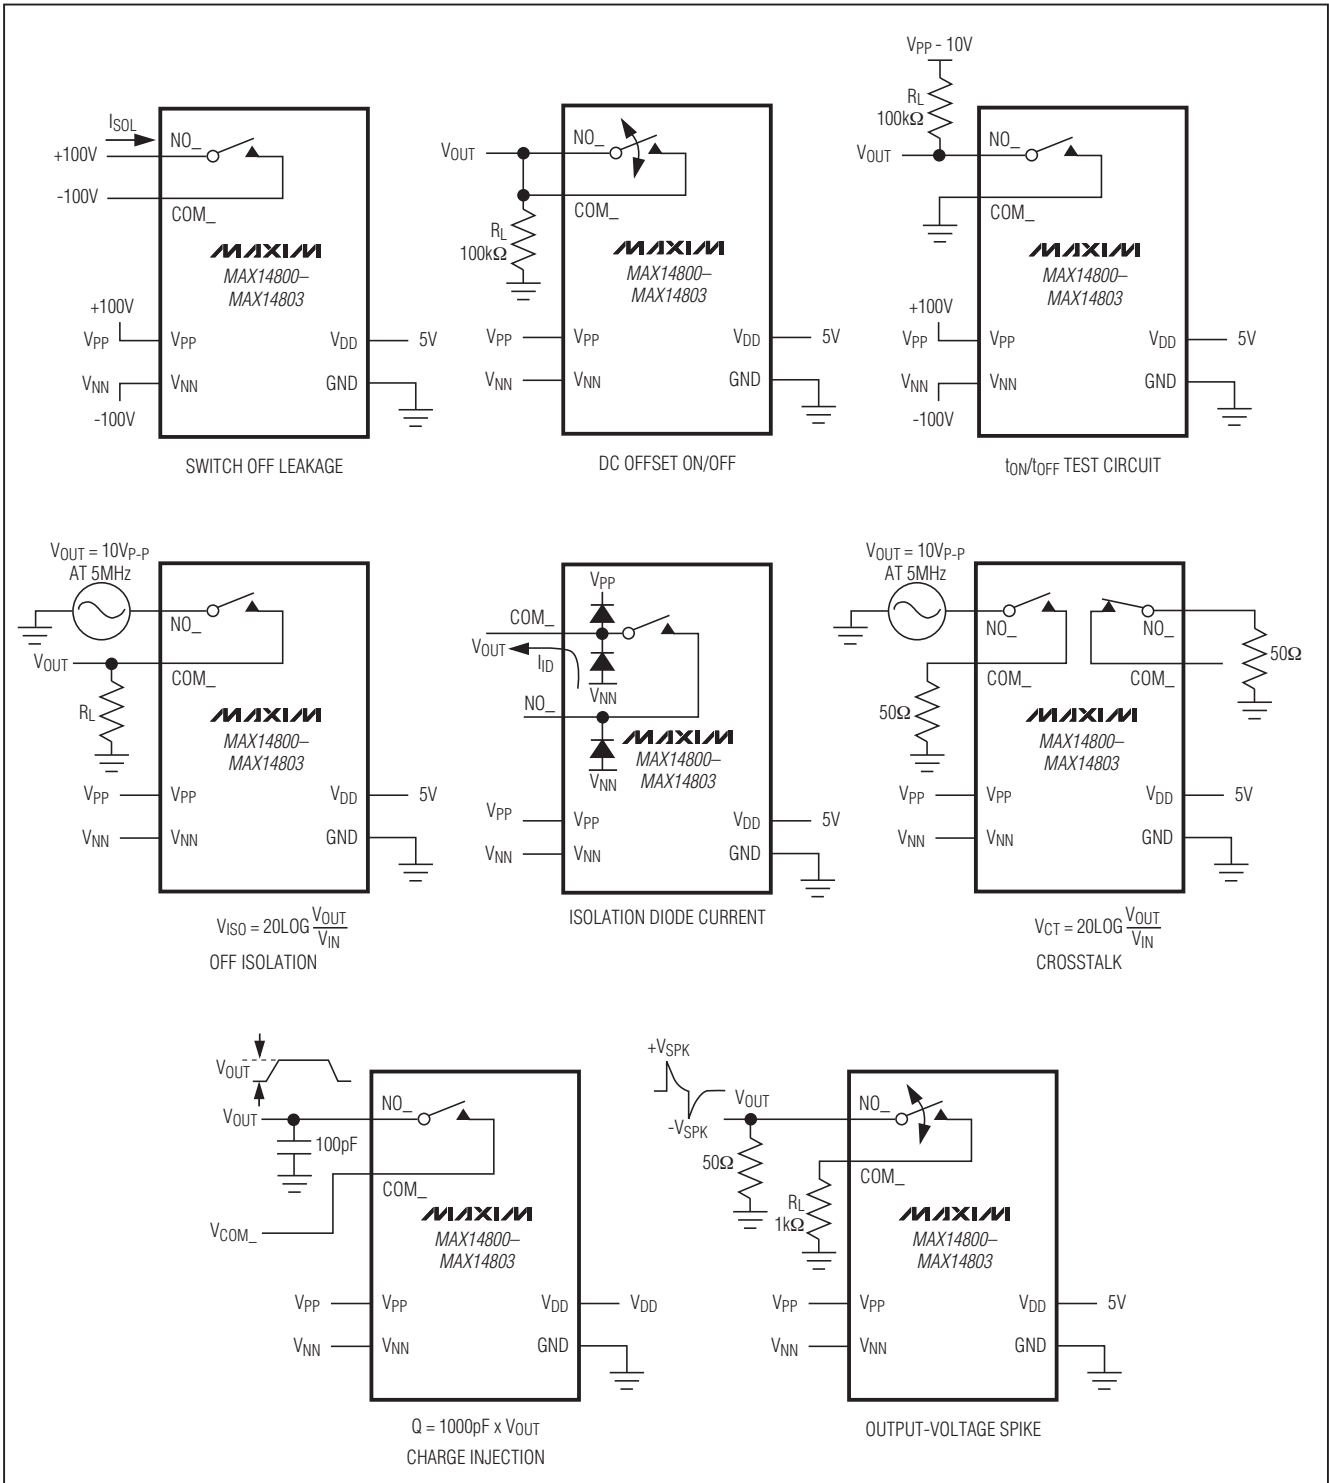 SWITCH OFF LEAKAGE
ISOL
+100V
-100V
NO_
COM_
MAXIM
MAX14800–
MAX14803
+100V
VPP
VPP
VDD
5V
VNN
VNN
GND
-100V
DC OFFSET ON/OFF
VOUT
NO_
COM_
RL
100kΩ
MAXIM
MAX14800–
MAX14803
VPP
VPP
VDD
5V
VNN
VNN
GND
tON/tOFF TEST CIRCUIT
VPP - 10V
RL
100kΩ
VOUT
NO_
COM_
MAXIM
MAX14800–
MAX14803
+100V
VPP
VPP
VDD
5V
VNN
VNN
GND
-100V
VOUT = 10VP-P
AT 5MHz
NO_
VOUT
COM_
RL
MAXIM
MAX14800–
MAX14803
VPP
VPP
VDD
5V
VNN
VNN
GND
VISO = 20LOG VOUT
VIN
OFF ISOLATION
VPP
COM_
VOUT
IID
VNN
NO_
VNN
MAXIM
MAX14800–
MAX14803
VPP
VPP
VDD
5V
VNN
VNN
GND
ISOLATION DIODE CURRENT
VOUT = 10VP-P
AT 5MHz
NO_
NO_
COM_
COM_
50Ω
50Ω
MAXIM
MAX14800–
MAX14803
VPP
VPP
VDD
5V
VNN
VNN
GND
VCT = 20LOG VOUT
VIN
CROSSTALK
VOUT
VOUT
100pF
NO_
COM_
VCOM_
MAXIM
MAX14800–
MAX14803
VPP
VPP
VDD
VDD
VNN
VNN
GND
Q = 1000pF x VOUT
CHARGE INJECTION
+VSPK
-VSPK
VOUT
NO_
50Ω
COM_
RL
1kΩ
MAXIM
MAX14800–
MAX14803
VPP
VPP
VDD
5V
VNN
VNN
GND
OUTPUT-VOLTAGE SPIKE